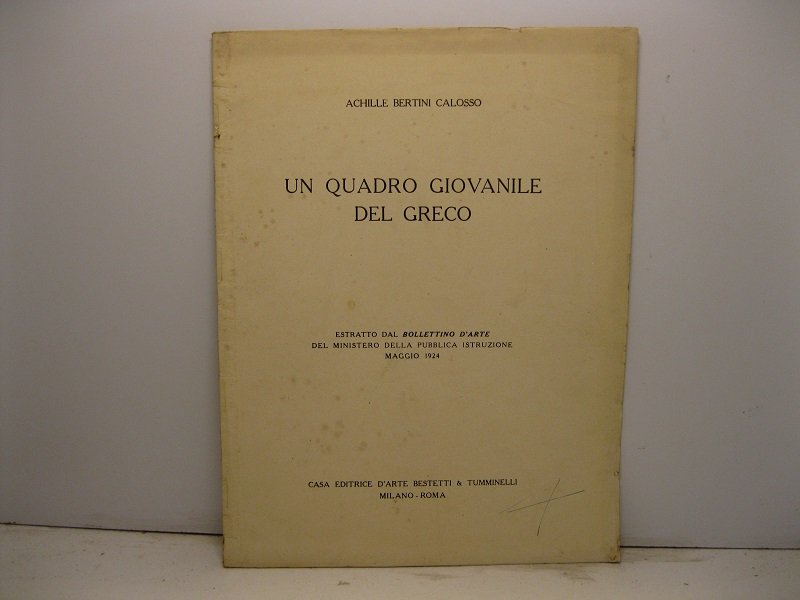 ACHILLE BERTINI CALOSSO
UN QUADRO GIOVANILE
DEL GRECO
ESTRATTO DAL BOLLETTINO D'ARTE
DEL MINISTERO DELLA PUBBLICA ISTRUZIONE
MAGGIO 1924
CASA EDITRICE D'ARTE BESTETTI & TUMMINELLI
MILANO - ROMA